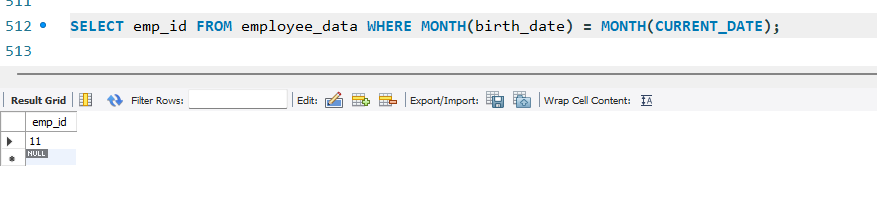 511
512 SELECT emp_id FROM employee_data WHERE MONTH(birth_date) = MONTH(CURRENT_DATE);
513
Result Grid Filter Rows: Edit: Export/Import: Wrap Cell Content: IA
emp_id
11
NULL